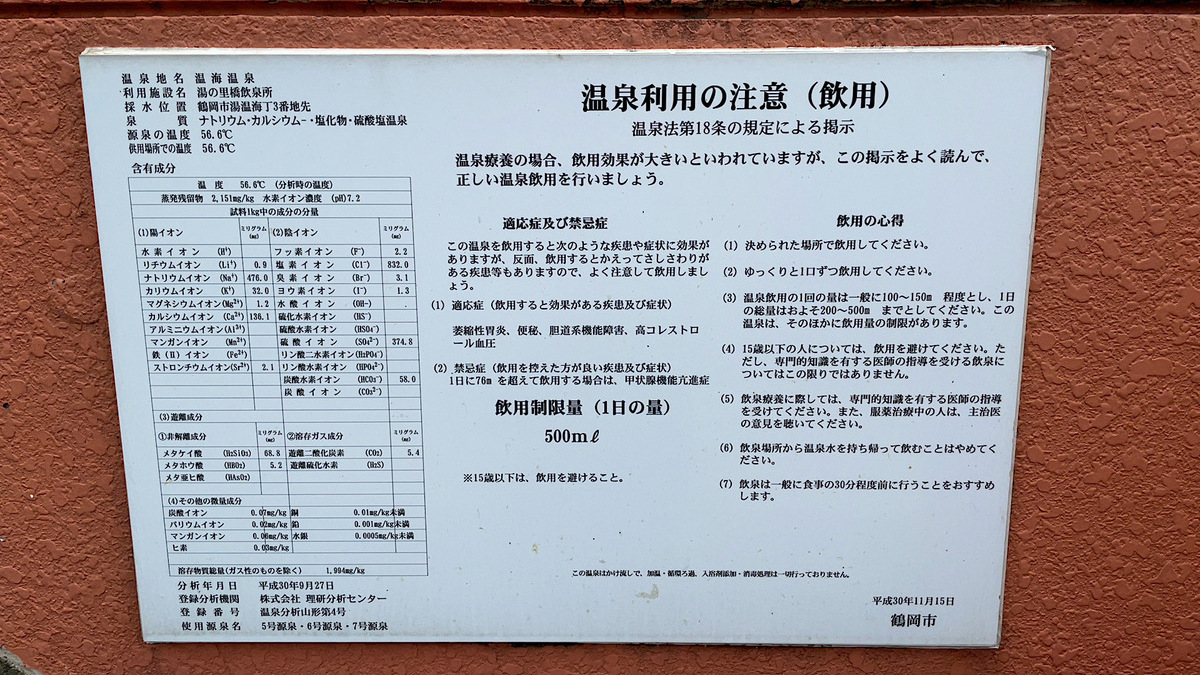 温泉地名 温海温泉
利用施設名 湯の里橋飲泉所
採水位置 鶴岡市湯温海丁3番地先
泉質 ナトリウム・カルシウム-・塩化物・硫酸塩温泉
源泉の温度 56.6℃
供用場所での温度 56.6℃
含有成分
温度 56.6℃ (分析時の温度)
蒸発残留物 2,151mg/kg 水素イオン濃度 (pH)7.2
試料1kg中の成分の分量
(1)陽イオン ミリグラム(mg) (2)陰イオン ミリグラム(mg)
水素イオン (H⁺) フッ素イオン (F⁻) 2.2
リチウムイオン (Li⁺) 0.9 塩素イオン (Cl⁻) 832.0
ナトリウムイオン (Na⁺) 476.0 臭素イオン (Br⁻) 3.1
カリウムイオン (K⁺) 32.0 ヨウ素イオン (I⁻) 1.3
マグネシウムイオン(Mg²⁺) 1.2 水酸イオン (OH-)
カルシウムイオン (Ca²⁺) 136.1 硫化水素イオン (HS⁻)
アルミニウムイオン(Al³⁺) 硫酸水素イオン (HSO₄⁻)
マンガンイオン (Mn²⁺) 硫酸イオン (SO₄²⁻) 374.8
鉄(Ⅱ)イオン (Fe²⁺) リン酸二水素イオン(H₂PO₄⁻)
ストロンチウムイオン(Sr²⁺) 2.1 リン酸水素イオン (HPO₄²⁻)
炭酸水素イオン (HCO₃⁻) 58.0
炭酸イオン (CO₃²⁻)
(3)遊離成分
①非解離成分 ミリグラム(mg) ②溶存ガス成分 ミリグラム(mg)
メタケイ酸 (H₂SiO₃) 68.8 遊離二酸化炭素 (CO₂) 5.4
メタホウ酸 (HBO₂) 5.2 遊離硫化水素 (H₂S)
メタ亜ヒ酸 (HAsO₂)
(4)その他の微量成分
炭酸イオン 0.07mg/kg 銅 0.01mg/kg未満
バリウムイオン 0.02mg/kg 鉛 0.001mg/kg未満
マンガンイオン 0.06mg/kg 水銀 0.0005mg/kg未満
ヒ素 0.03mg/kg
溶存物質総量(ガス性のものを除く) 1,994mg/kg
分析年月日 平成30年9月27日
登録分析機関 株式会社 理研分析センター
登録番号 温泉分析山形第4号
使用源泉名 5号源泉・6号源泉・7号源泉
温泉利用の注意（飲用）
温泉法第18条の規定による掲示
温泉療養の場合、飲用効果が大きいといわれていますが、この掲示をよく読んで、
正しい温泉飲用を行いましょう。
適応症及び禁忌症
この温泉を飲用すると次のような疾患や症状に効果が
ありますが、反面、飲用するとかえってさしさわりが
ある疾患等もありますので、よく注意して飲用しまし
ょう。
(1) 適応症（飲用すると効果がある疾患及び症状）
萎縮性胃炎、便秘、胆道系機能障害、高コレストロ
ール血圧
(2) 禁忌症（飲用を控えた方が良い疾患及び症状）
1日に76m を超えて飲用する場合は、甲状腺機能亢進症
飲用制限量（1日の量）
500mℓ
※15歳以下は、飲用を避けること。
飲用の心得
(1) 決められた場所で飲用してください。
(2) ゆっくりと1口ずつ飲用してください。
(3) 温泉飲用の1回の量は一般に100～150m 程度とし、1日
の総量はおよそ200～500m までとしてください。この
温泉は、そのほかに飲用量の制限があります。
(4) 15歳以下の人については、飲用を避けてください。た
だし、専門的知識を有する医師の指導を受ける飲泉に
ついてはこの限りではありません。
(5) 飲泉療養に際しては、専門的知識を有する医師の指導
を受けてください。また、服薬治療中の人は、主治医
の意見を聴いてください。
(6) 飲泉場所から温泉水を持ち帰って飲むことはやめてく
ださい。
(7) 飲泉は一般に食事の30分程度前に行うことをおすすめ
します。
この温泉はかけ流しで、加温・循環ろ過、入浴剤添加・消毒処理は一切行っておりません。
平成30年11月15日
鶴岡市